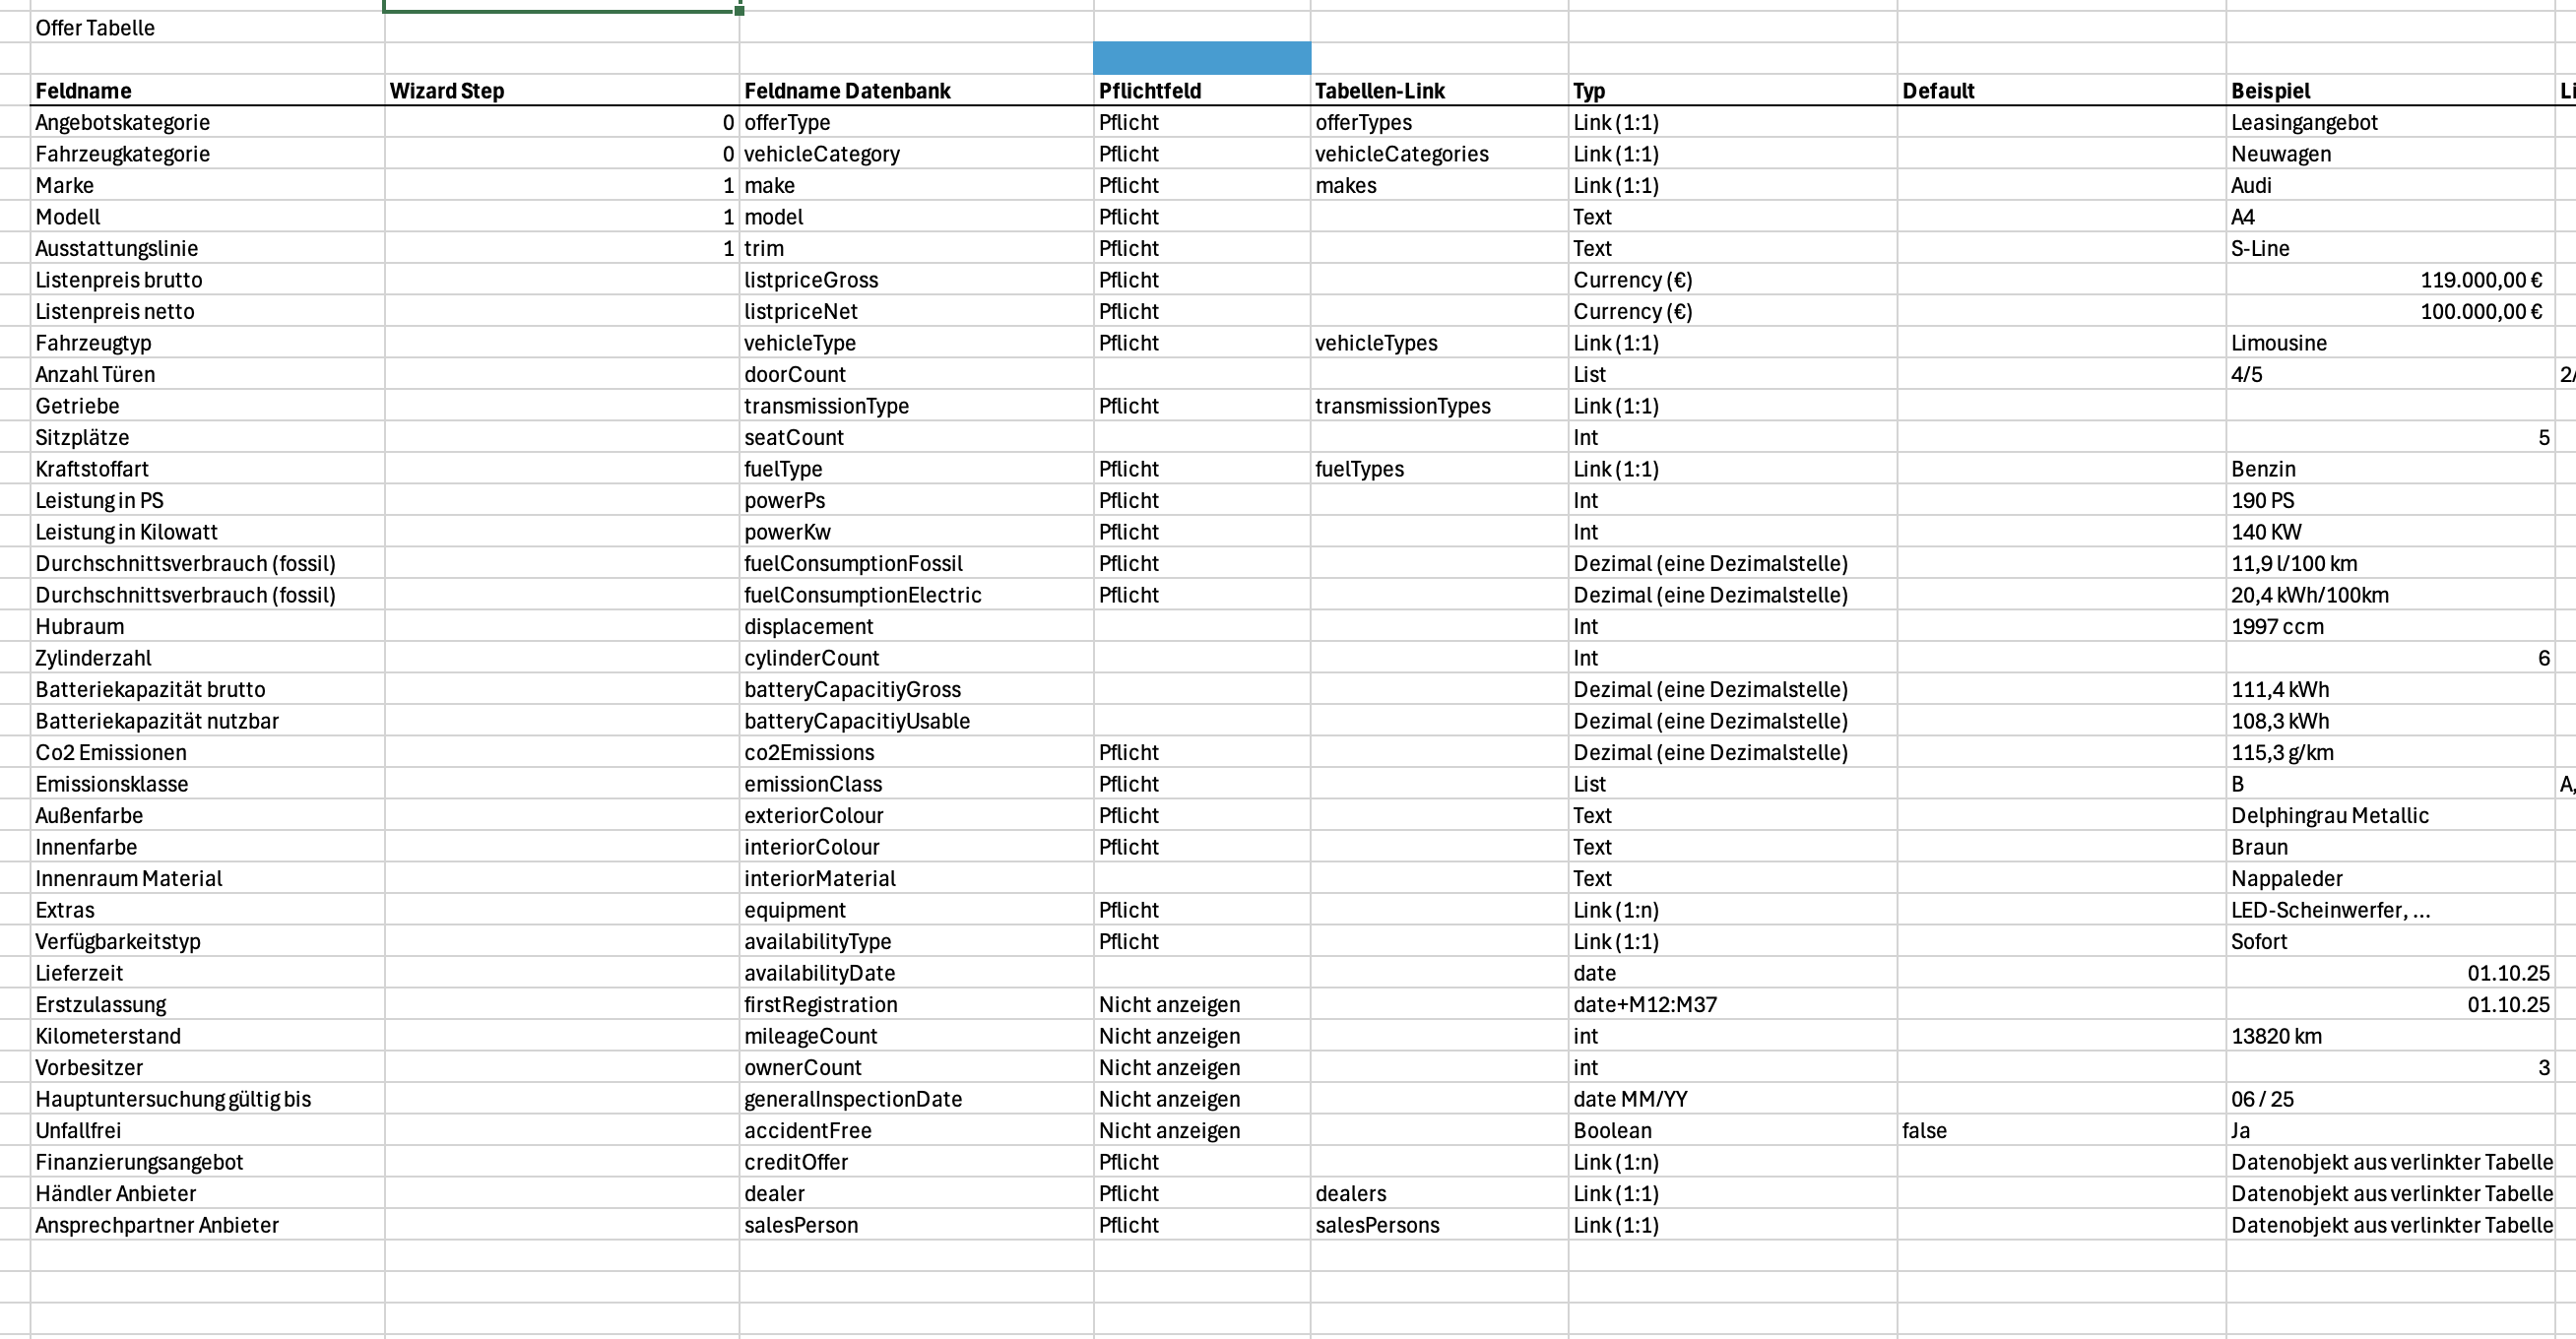 Offer Tabelle
Feldname Wizard Step Feldname Datenbank Pflichtfeld Tabellen-Link Typ Default Beispiel Li
Angebotskategorie 0 offerType Pflicht offerTypes Link (1:1) Leasingangebot
Fahrzeugkategorie 0 vehicleCategory Pflicht vehicleCategories Link (1:1) Neuwagen
Marke 1 make Pflicht makes Link (1:1) Audi
Modell 1 model Pflicht Text A4
Ausstattungslinie 1 trim Pflicht Text S-Line
Listenpreis brutto listpriceGross Pflicht Currency (€) 119.000,00 €
Listenpreis netto listpriceNet Pflicht Currency (€) 100.000,00 €
Fahrzeugtyp vehicleType Pflicht vehicleTypes Link (1:1) Limousine
Anzahl Türen doorCount List 4/5 2/
Getriebe transmissionType Pflicht transmissionTypes Link (1:1)
Sitzplätze seatCount Int 5
Kraftstoffart fuelType Pflicht fuelTypes Link (1:1) Benzin
Leistung in PS powerPs Pflicht Int 190 PS
Leistung in Kilowatt powerKw Pflicht Int 140 KW
Durchschnittsverbrauch (fossil) fuelConsumptionFossil Pflicht Dezimal (eine Dezimalstelle) 11,9 l/100 km
Durchschnittsverbrauch (fossil) fuelConsumptionElectric Pflicht Dezimal (eine Dezimalstelle) 20,4 kWh/100km
Hubraum displacement Int 1997 ccm
Zylinderzahl cylinderCount Int 6
Batteriekapazität brutto batteryCapacitiyGross Dezimal (eine Dezimalstelle) 111,4 kWh
Batteriekapazität nutzbar batteryCapacitiyUsable Dezimal (eine Dezimalstelle) 108,3 kWh
Co2 Emissionen co2Emissions Pflicht Dezimal (eine Dezimalstelle) 115,3 g/km
Emissionsklasse emissionClass Pflicht List B A,
Außenfarbe exteriorColour Pflicht Text Delphingrau Metallic
Innenfarbe interiorColour Pflicht Text Braun
Innenraum Material interiorMaterial Text Nappaleder
Extras equipment Pflicht Link (1:n) LED-Scheinwerfer, ...
Verfügbarkeitstyp availabilityType Pflicht Link (1:1) Sofort
Lieferzeit availabilityDate date 01.10.25
Erstzulassung firstRegistration Nicht anzeigen date+M12:M37 01.10.25
Kilometerstand mileageCount Nicht anzeigen int 13820 km
Vorbesitzer ownerCount Nicht anzeigen int 3
Hauptuntersuchung gültig bis generalInspectionDate Nicht anzeigen date MM/YY 06 / 25
Unfallfrei accidentFree Nicht anzeigen Boolean false Ja
Finanzierungsangebot creditOffer Pflicht Link (1:n) Datenobjekt aus verlinkter Tabelle
Händler Anbieter dealer Pflicht dealers Link (1:1) Datenobjekt aus verlinkter Tabelle
Ansprechpartner Anbieter salesPerson Pflicht salesPersons Link (1:1) Datenobjekt aus verlinkter Tabelle